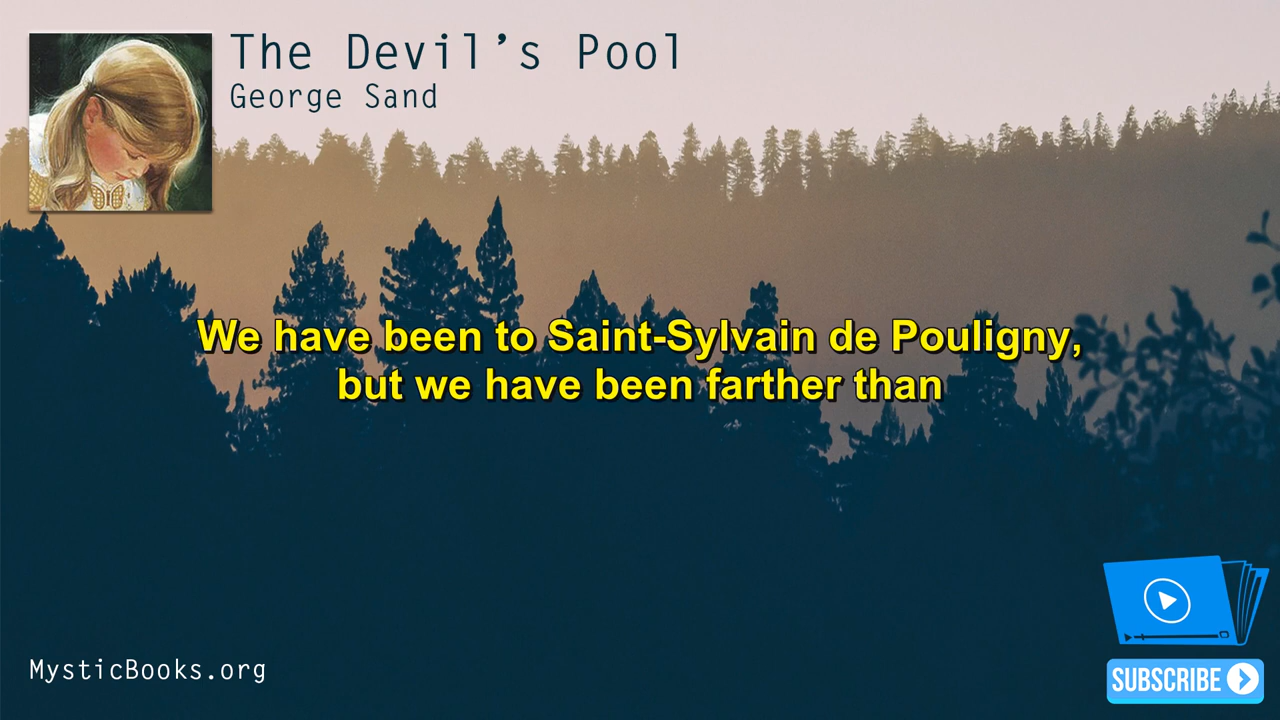 The Devil's Pool
George Sand
We have been to Saint-Sylvain de Pouligny,
but we have been farther than
MysticBooks.org
SUBSCRIBE